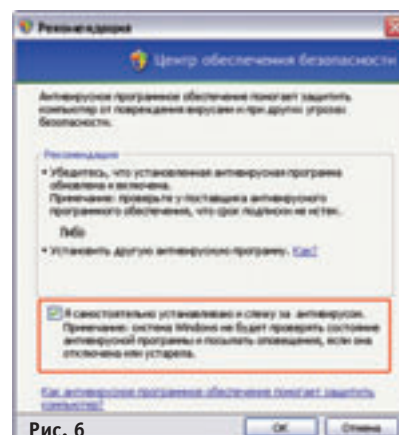 Рекомендация
Центр обеспечения безопасности
Антивирусное программное обеспечение помогает защитить
компьютер от повреждения вирусами и при других угрозах
безопасности.
Рекомендация
• Убедитесь, что установленная антивирусная программа
обновлена и включена.
Примечание: проверьте у поставщика антивирусного
программного обеспечения, что срок подписки не истек.
Либо
• Установить другую антивирусную программу. Как?
Я самостоятельно устанавливаю и слежу за антивирусом.
Примечание: система Windows не будет проверять состояние
антивирусной программы и посылать оповещения, если она
отключена или устарела.
Как антивирусное программное обеспечение помогает защитить
компьютер?
OK Отмена
Рис. 6